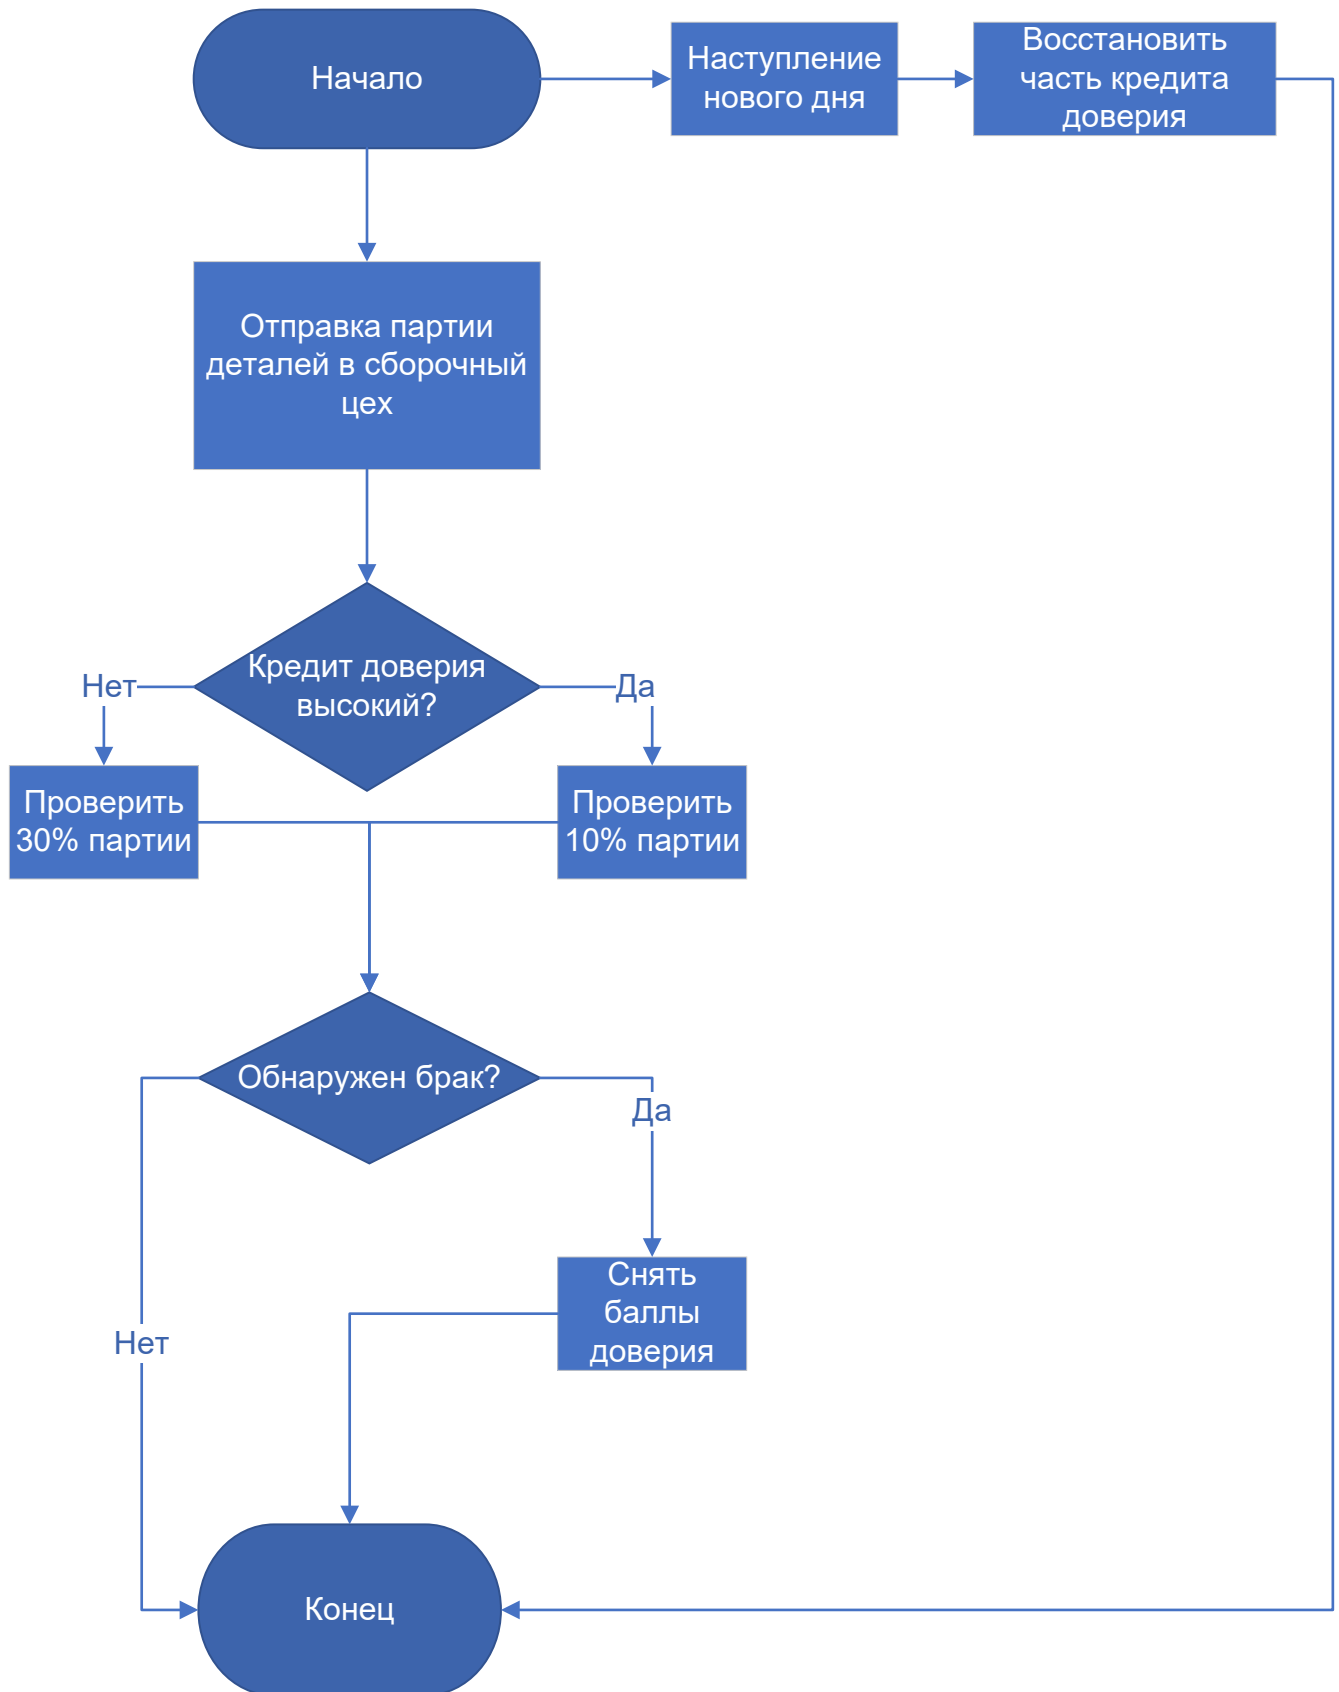 Начало
Наступление
нового дня
Восстановить
часть кредита
доверия
Отправка партии
деталей в сборочный
цех
Кредит доверия
высокий?
Нет
Да
Проверить
30% партии
Проверить
10% партии
Обнаружен брак?
Да
Снять
баллы
доверия
Нет
Конец